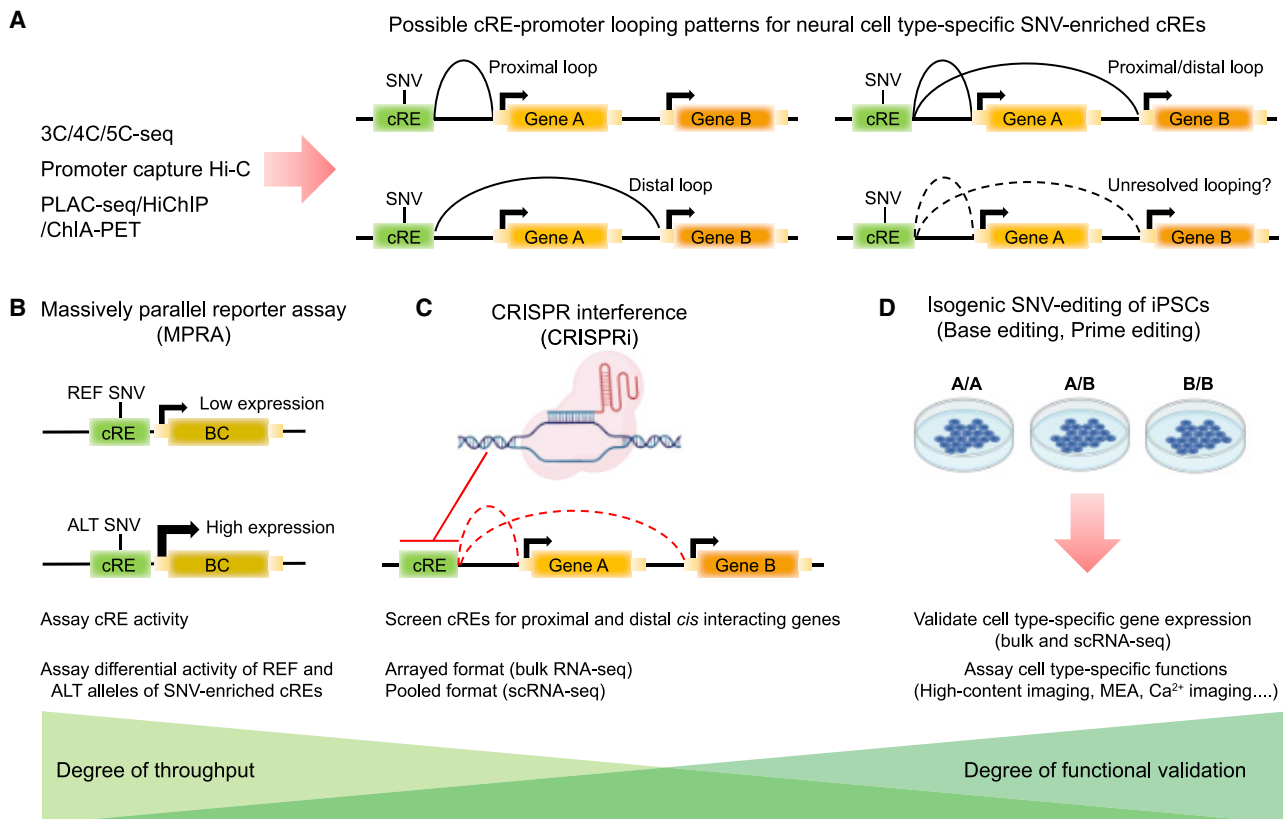 A
Possible cRE-promoter looping patterns for neural cell type-specific SNV-enriched cREs
3C/4C/5C-seq
Promoter capture Hi-C
PLAC-seq/HiChIP
/ChIA-PET
SNV
Proximal loop
cRE
Gene A
Gene B
SNV
Proximal/distal loop
cRE
Gene A
Gene B
SNV
Distal loop
cRE
Gene A
Gene B
SNV
Unresolved looping?
cRE
Gene A
Gene B
B
Massively parallel reporter assay
(MPRA)
REF SNV
Low expression
cRE
BC
ALT SNV
High expression
cRE
BC
Assay cRE activity
Assay differential activity of REF and
ALT alleles of SNV-enriched cREs
C
CRISPR interference
(CRISPRi)
cRE
Gene A
Gene B
Screen cREs for proximal and distal cis interacting genes
Arrayed format (bulk RNA-seq)
Pooled format (scRNA-seq)
D
Isogenic SNV-editing of iPSCs
(Base editing, Prime editing)
A/A
A/B
B/B
Validate cell type-specific gene expression
(bulk and scRNA-seq)
Assay cell type-specific functions
(High-content imaging, MEA, Ca²⁺ imaging....)
Degree of throughput
Degree of functional validation